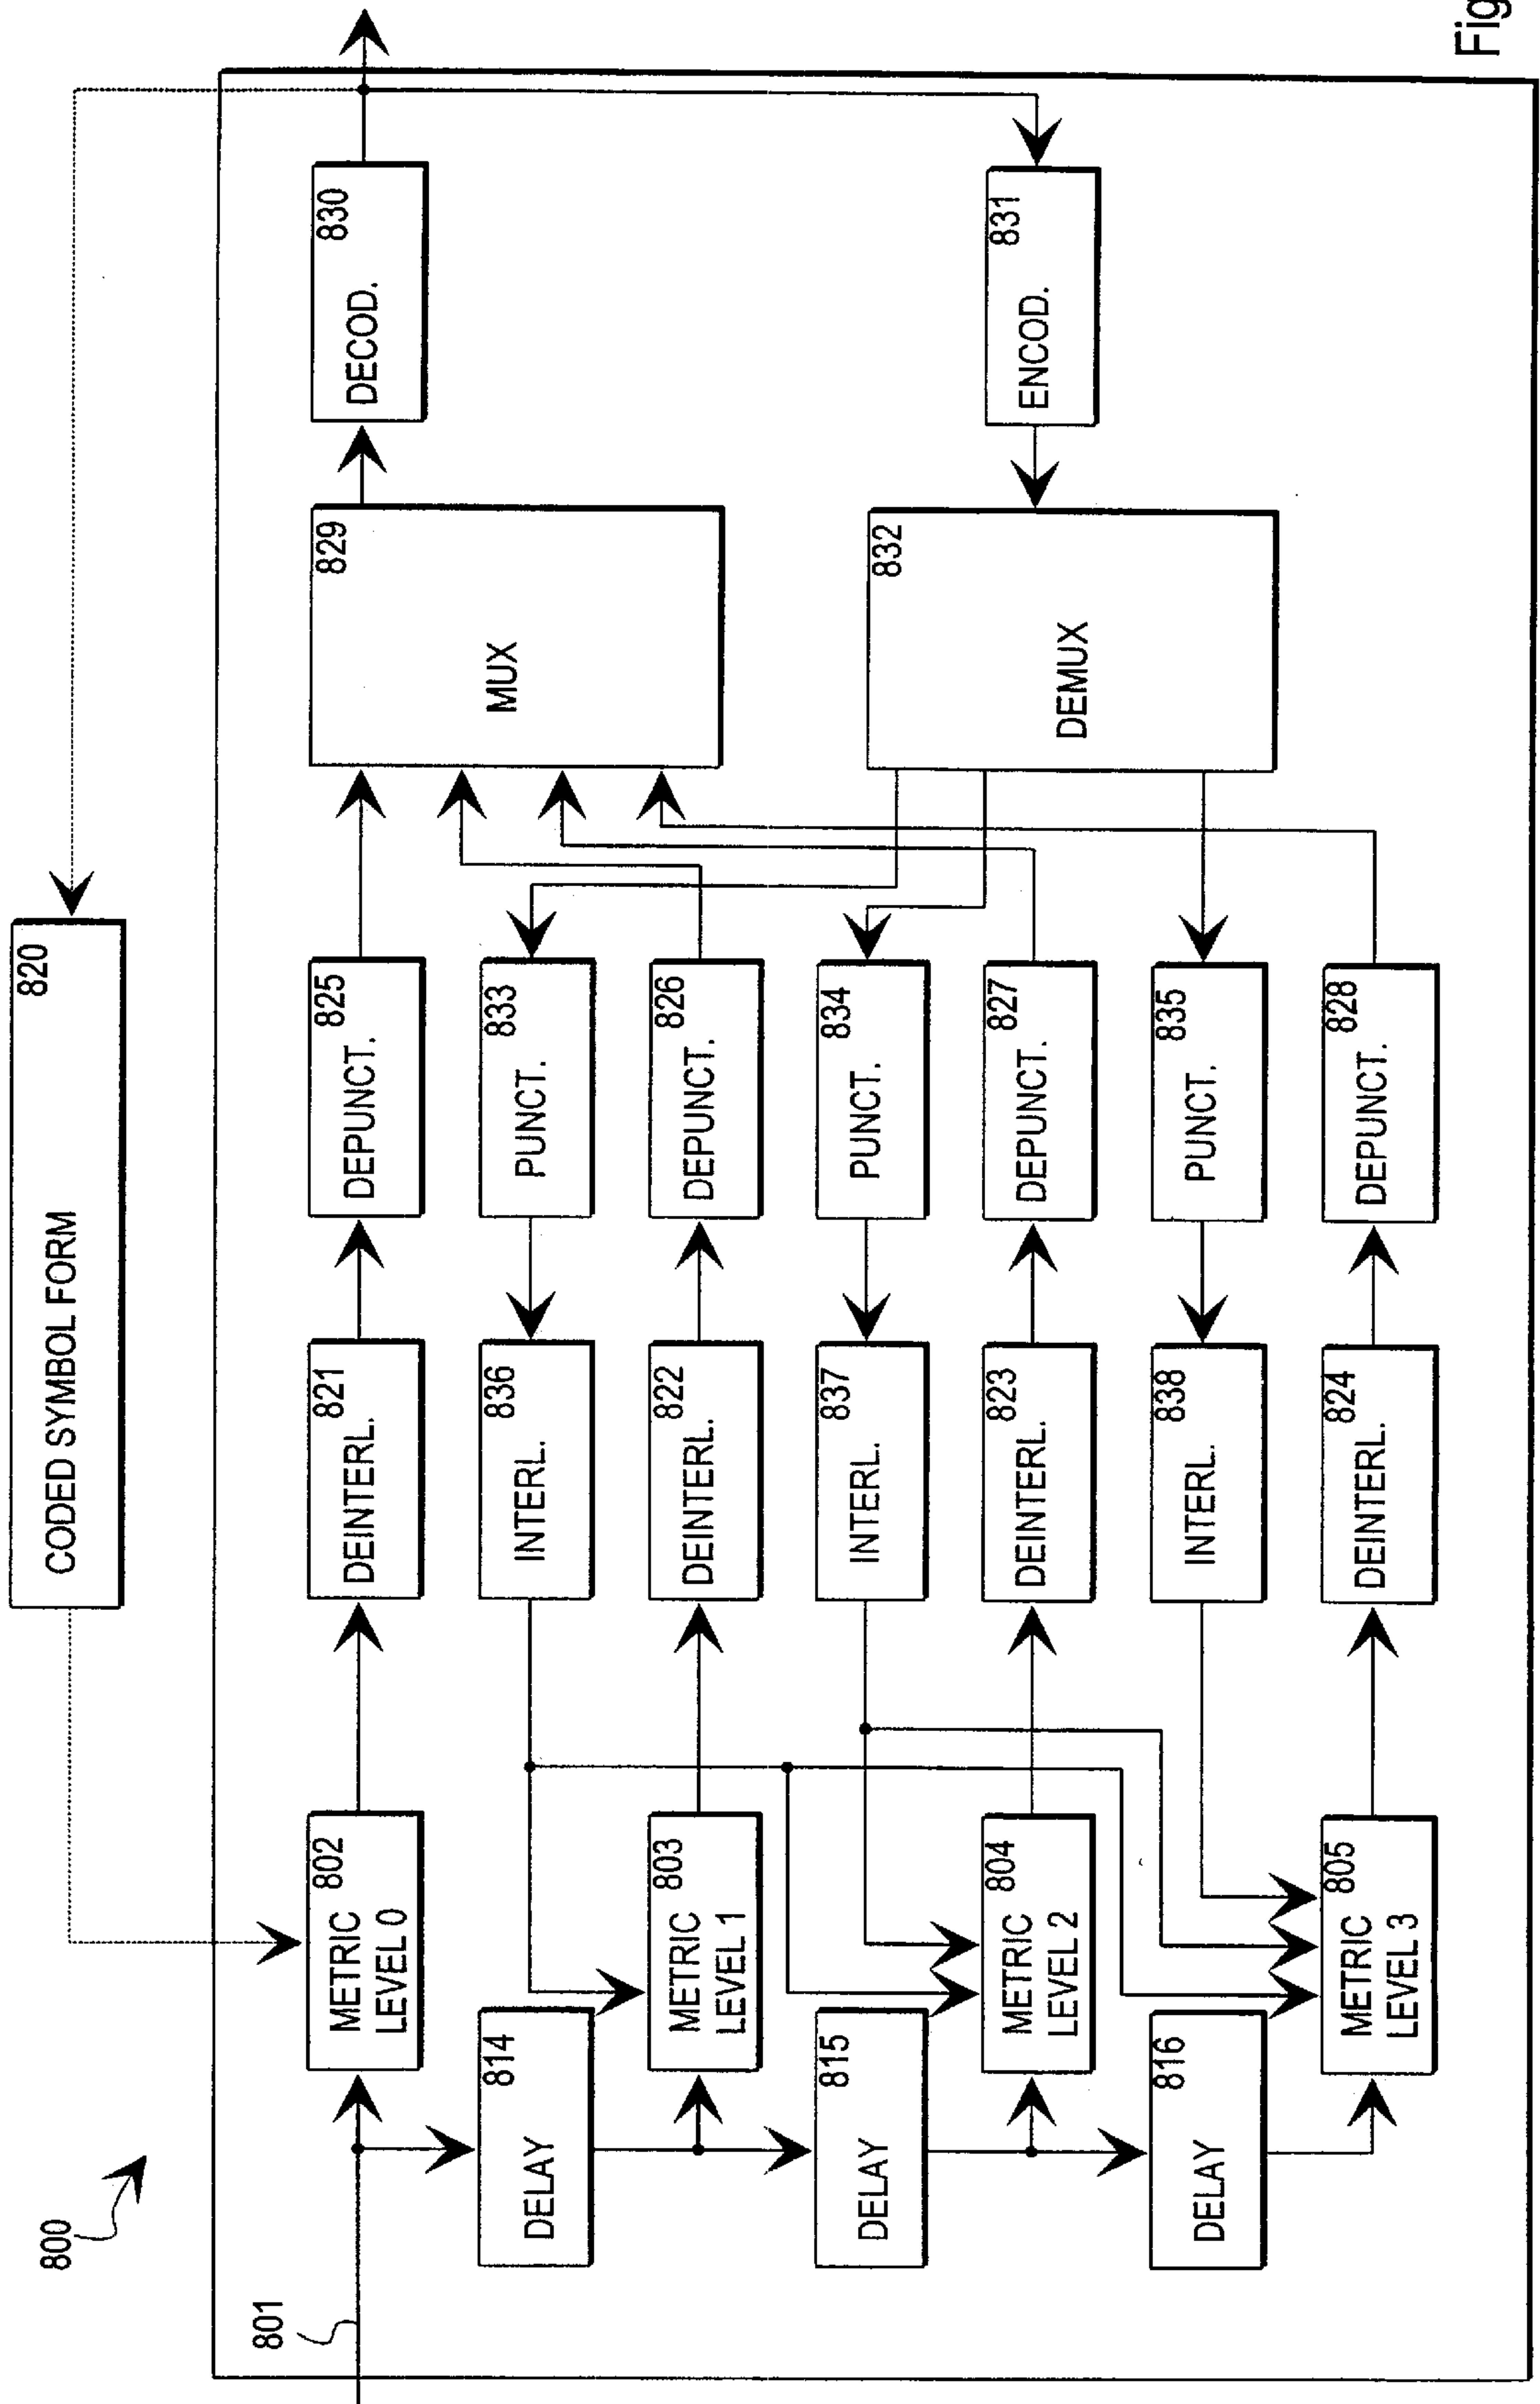 800
820
CODED SYMBOL FORM
801
802
METRIC
LEVEL 0
821
DEINTERL.
825
DEPUNCT.
829
MUX
830
DECOD.
814
DELAY
836
INTERL.
833
PUNCT.
803
METRIC
LEVEL 1
822
DEINTERL.
826
DEPUNCT.
815
DELAY
837
INTERL.
834
PUNCT.
832
DEMUX
831
ENCOD.
804
METRIC
LEVEL 2
823
DEINTERL.
827
DEPUNCT.
816
DELAY
838
INTERL.
835
PUNCT.
805
METRIC
LEVEL 3
824
DEINTERL.
828
DEPUNCT.
Fig